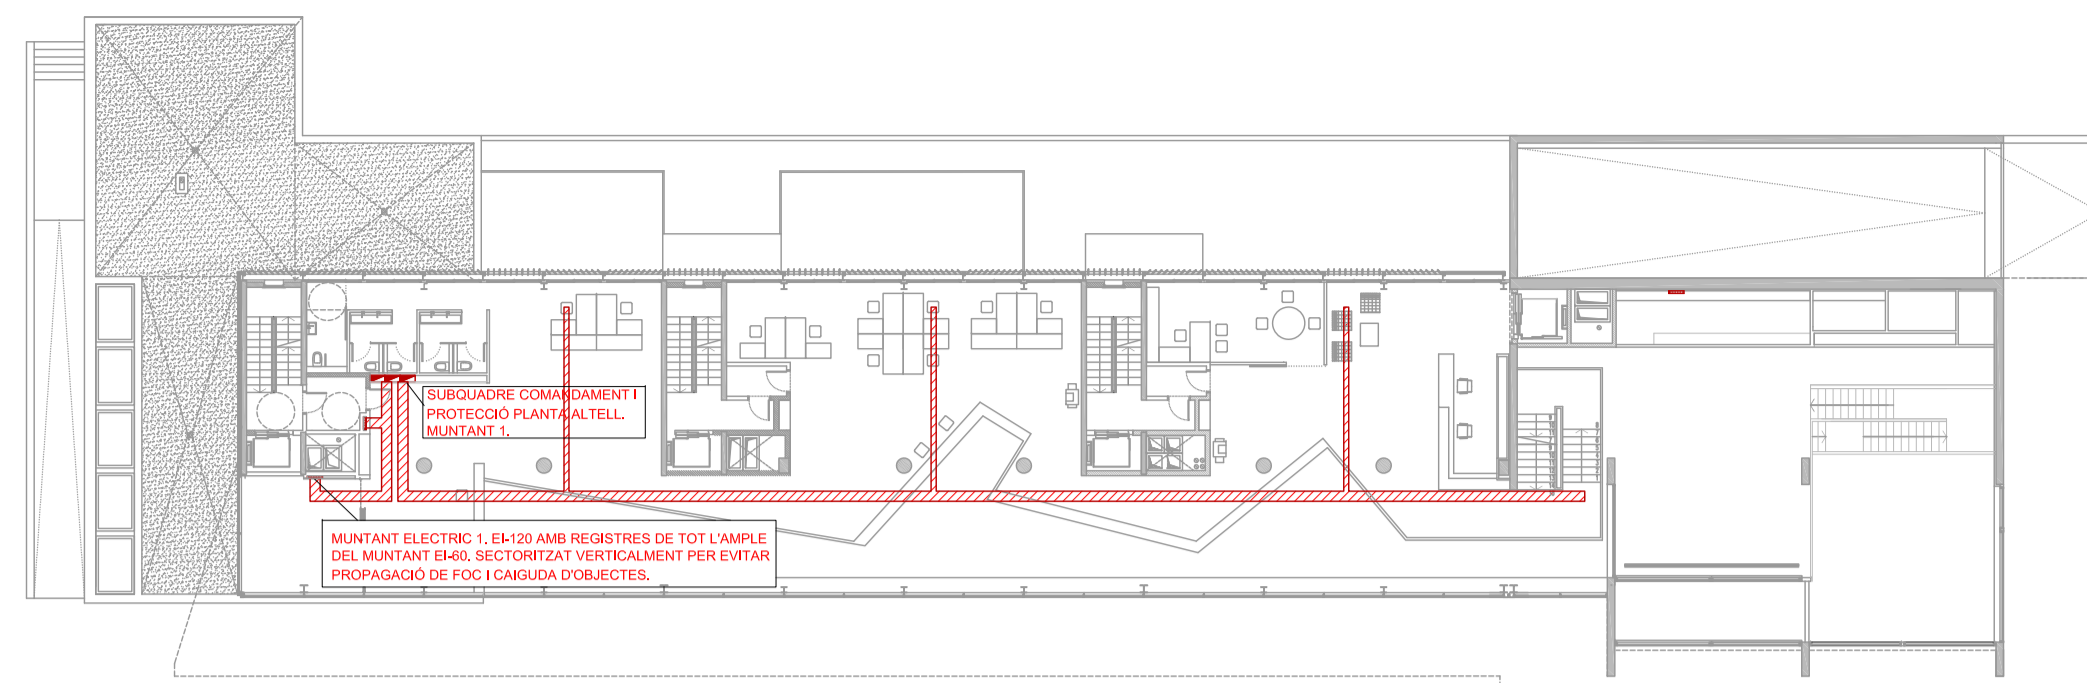 SUBQUADRE COMANDAMENT I
PROTECCIÓ PLANTA ALTELL.
MUNTANT 1.
MUNTANT ELECTRIC 1. EI-120 AMB REGISTRES DE TOT L'AMPLE
DEL MUNTANT EI-60. SECTORITZAT VERTICALMENT PER EVITAR
PROPAGACIÓ DE FOC I CAIGUDA D'OBJECTES.